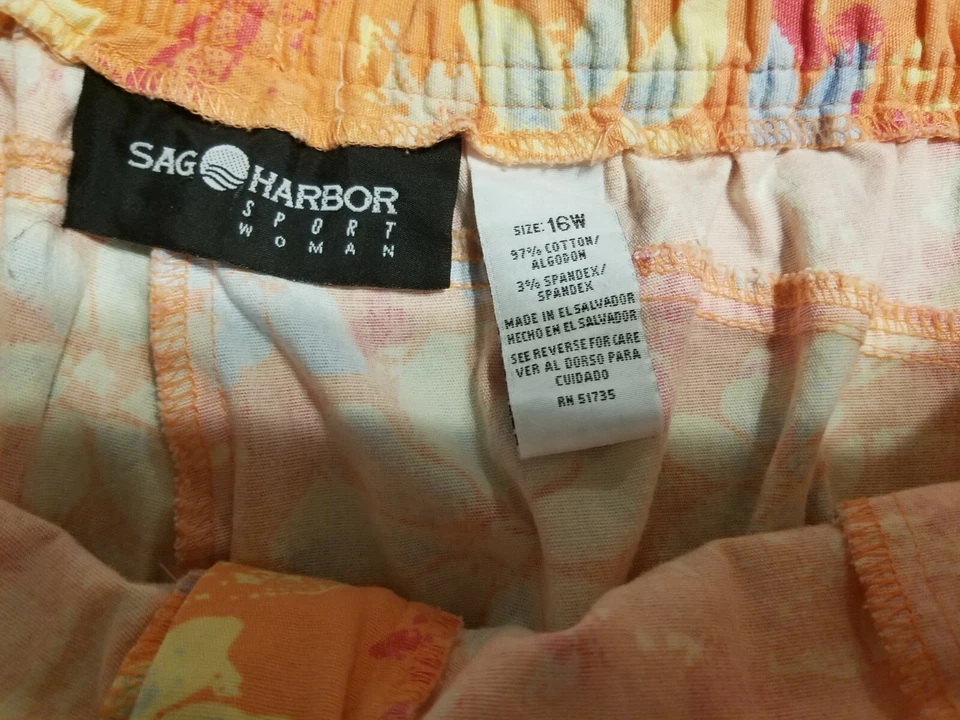 SAG HARBOR
SPORT
WOMAN
SIZE: 16W
97% COTTON/
ALGODON
3% SPANDEX/
SPANDEX
MADE IN EL SALVADOR
HECHO EN EL SALVADOR
SEE REVERSE FOR CARE
VER AL DORSO PARA
CUIDADO
RN 51735